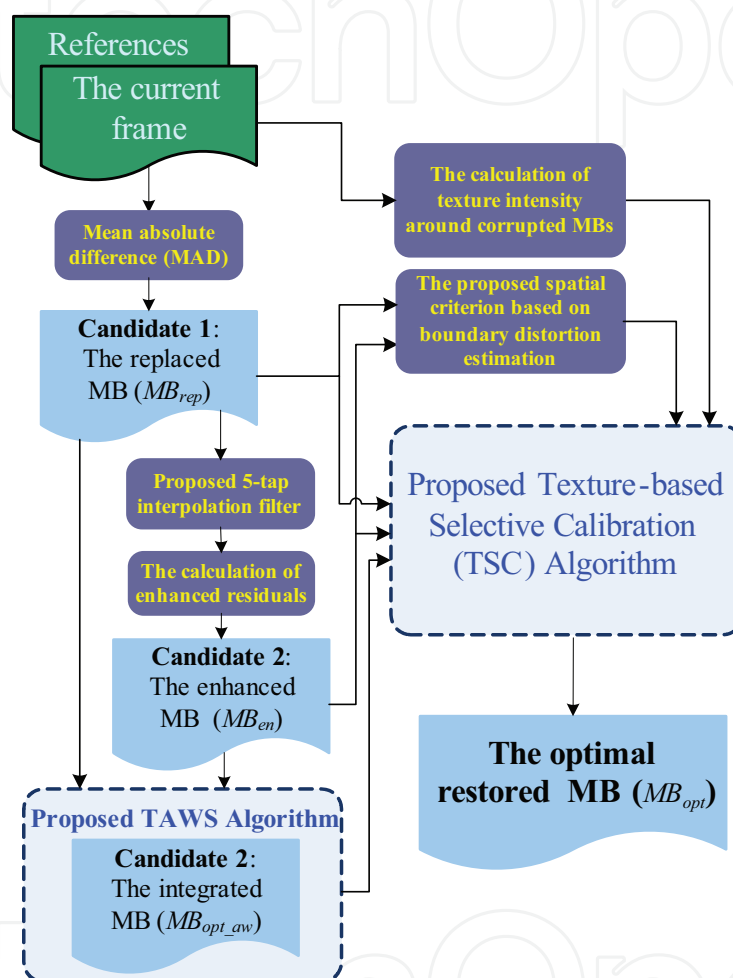 References
The current
frame
The calculation of
texture intensity
around corrupted MBs
Mean absolute
difference (MAD)
The proposed spatial
criterion based on
boundary distortion
estimation
Candidate 1:
The replaced
MB (MBrep)
Proposed 5-tap
interpolation filter
The calculation of
enhanced residuals
Proposed Texture-based
Selective Calibration
(TSC) Algorithm
Candidate 2:
The enhanced
MB (MBen)
The optimal
restored MB (MBopt)
Proposed TAWS Algorithm
Candidate 2:
The integrated
MB (MBopt_aw)